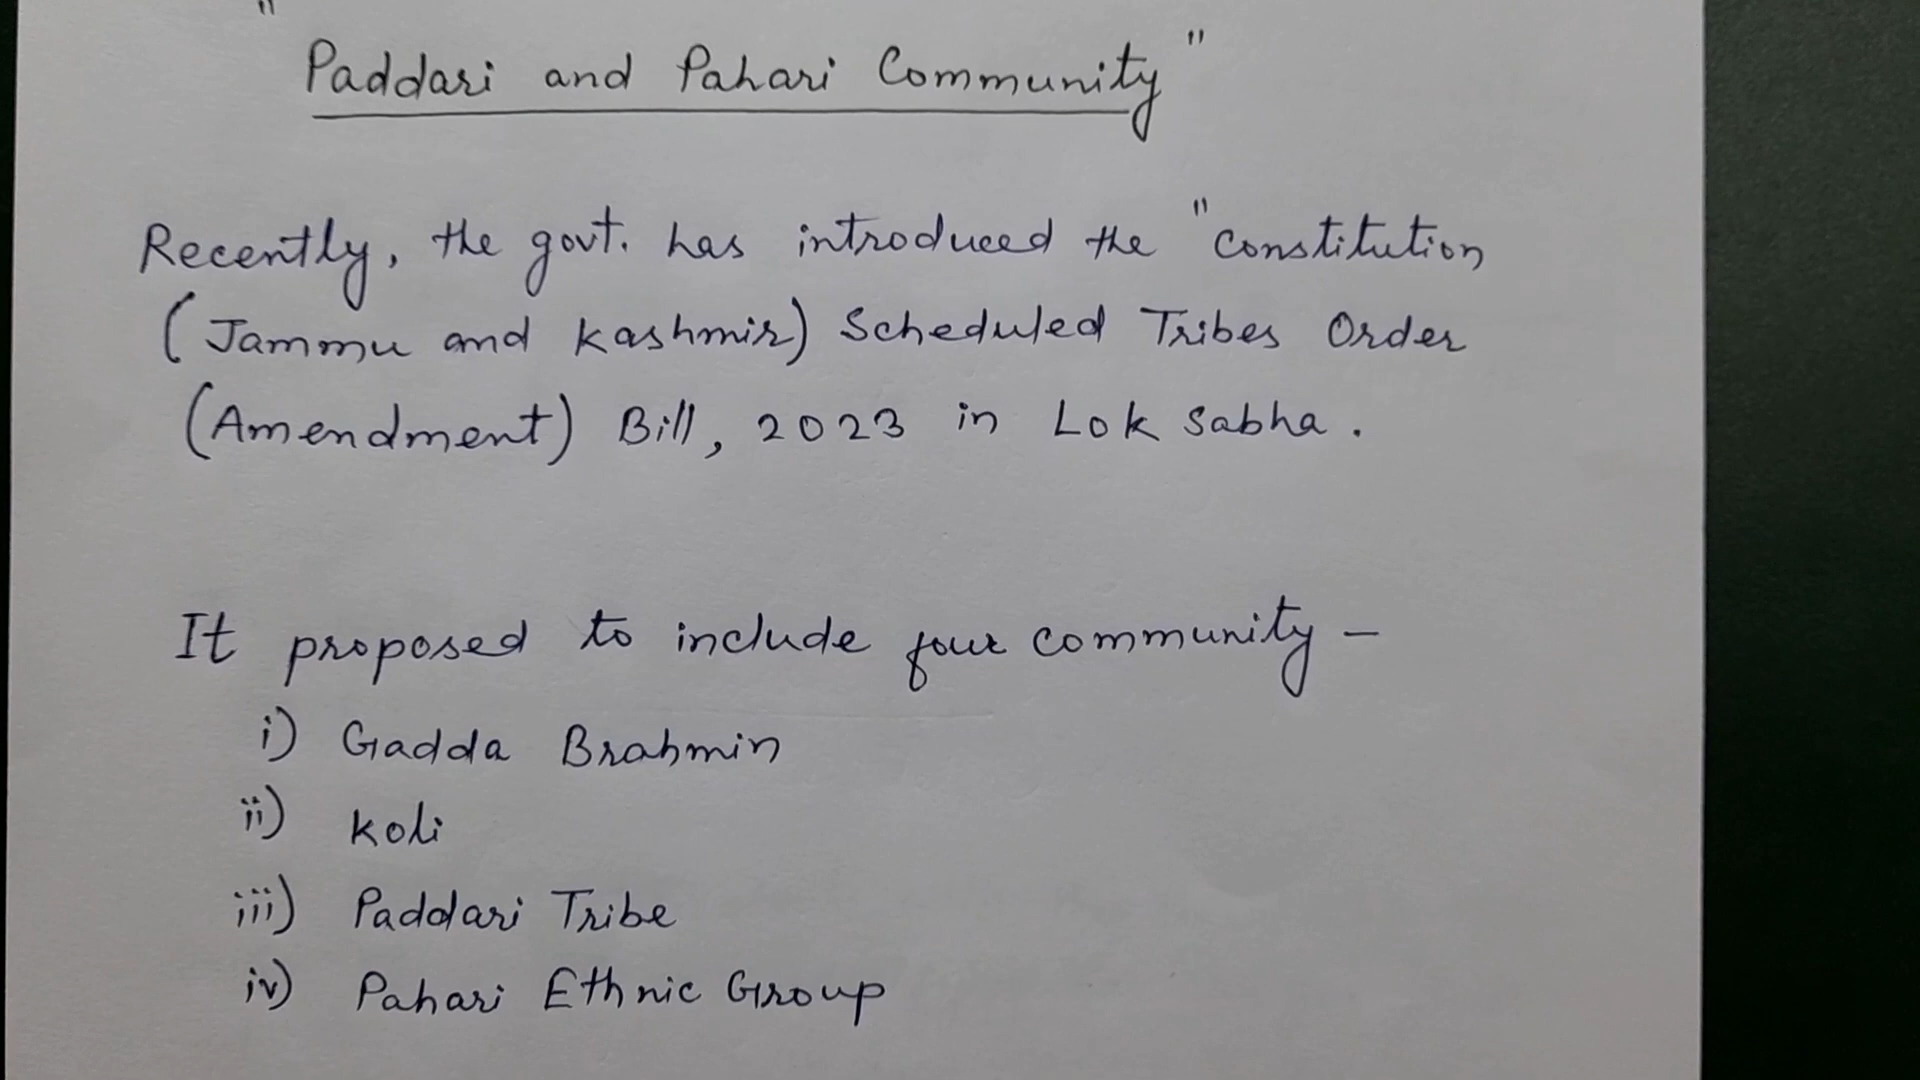 "Paddari and Pahari Community"
Recently, the govt. has introduced the "Constitution
(Jammu and Kashmir) Scheduled Tribes Order
(Amendment) Bill, 2023 in Lok Sabha.
It proposed to include four community -
i) Gadda Brahmin
ii) Koli
iii) Paddari Tribe
iv) Pahari Ethnic Group